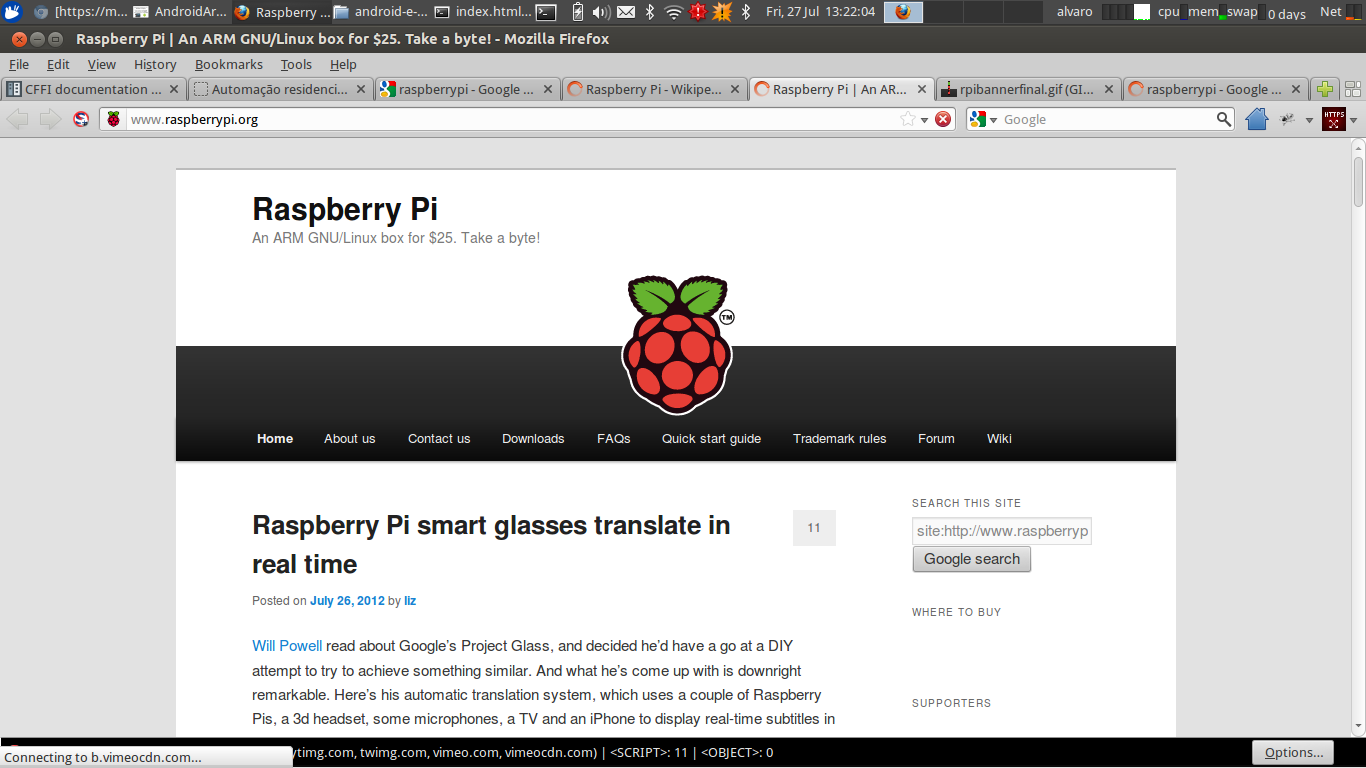 [https://m... AndroidAr... Raspberry ... android-e-... index.html... Fri, 27 Jul 13:22:04 alvaro cpu mem swap 0 days Net
Raspberry Pi | An ARM GNU/Linux box for $25. Take a byte! - Mozilla Firefox
File Edit View History Bookmarks Tools Help
CFFI documentation ... Automação residenci... raspberrypi - Google ... Raspberry Pi - Wikipe... Raspberry Pi | An AR... rpibannerfinal.gif (GI... raspberrypi - Google ...
www.raspberrypi.org Google HTTPS
Raspberry Pi
An ARM GNU/Linux box for $25. Take a byte!
TM
Home About us Contact us Downloads FAQs Quick start guide Trademark rules Forum Wiki
Raspberry Pi smart glasses translate in
real time
11
Posted on July 26, 2012 by liz
Will Powell read about Google's Project Glass, and decided he'd have a go at a DIY
attempt to try to achieve something similar. And what he's come up with is downright
remarkable. Here's his automatic translation system, which uses a couple of Raspberry
Pis, a 3d headset, some microphones, a TV and an iPhone to display real-time subtitles in
SEARCH THIS SITE
site:http://www.raspberryp
Google search
WHERE TO BUY
SUPPORTERS
ytimg.com, twimg.com, vimeo.com, vimeocdn.com) | <SCRIPT>: 11 | <OBJECT>: 0 Options...
Connecting to b.vimeocdn.com...